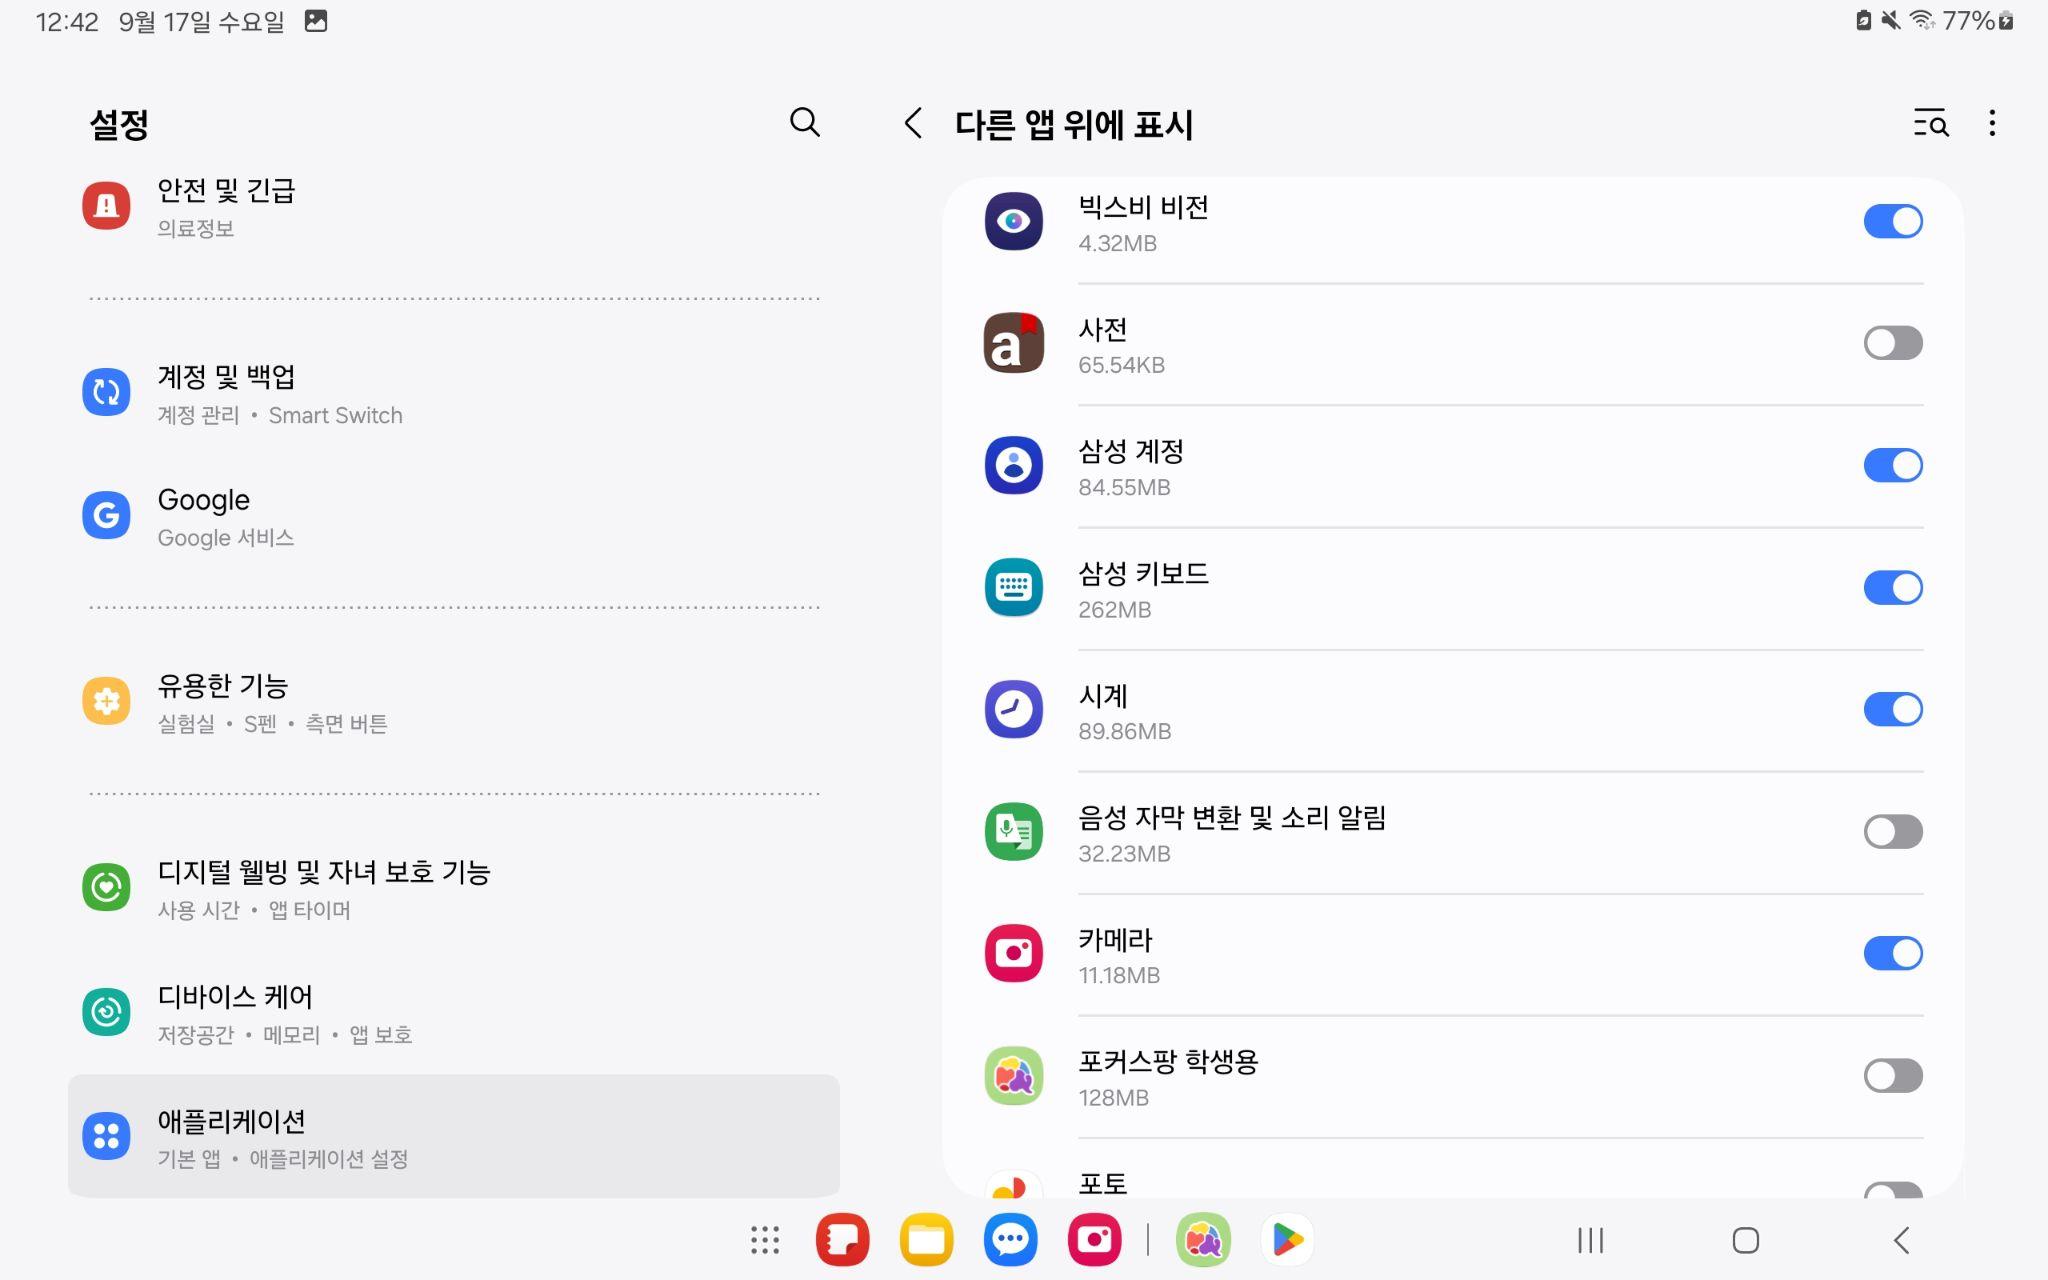 12:42 9월 17일 수요일
77%
설정
안전 및 긴급
의료정보
계정 및 백업
계정 관리 • Smart Switch
Google
Google 서비스
유용한 기능
실험실 • S펜 • 측면 버튼
디지털 웰빙 및 자녀 보호 기능
사용 시간 • 앱 타이머
디바이스 케어
저장공간 • 메모리 • 앱 보호
애플리케이션
기본 앱 • 애플리케이션 설정
다른 앱 위에 표시
빅스비 비전
4.32MB
사전
65.54KB
삼성 계정
84.55MB
삼성 키보드
262MB
시계
89.86MB
음성 자막 변환 및 소리 알림
32.23MB
카메라
11.18MB
포커스팡 학생용
128MB
포토